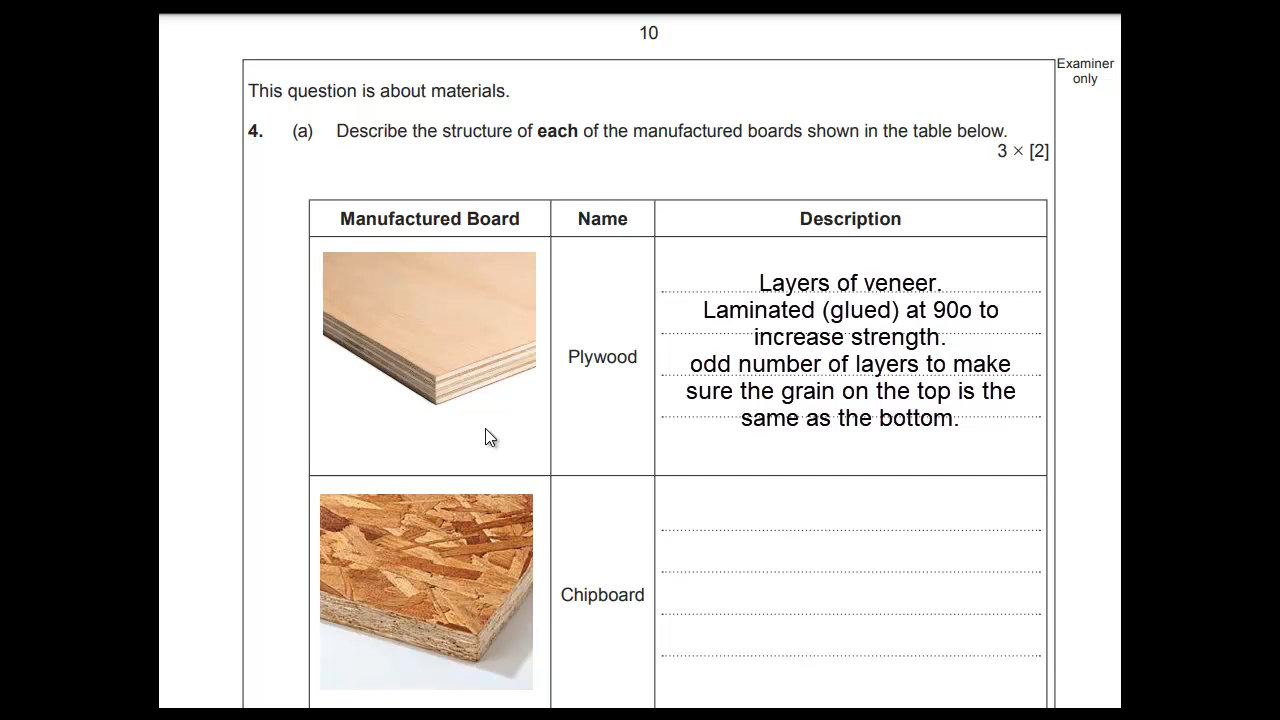 10
Examiner
only
This question is about materials.
4. (a) Describe the structure of each of the manufactured boards shown in the table below.
3 × [2]
Manufactured Board Name Description
Plywood
Layers of veneer.
Laminated (glued) at 90o to
increase strength.
odd number of layers to make
sure the grain on the top is the
same as the bottom.
Chipboard